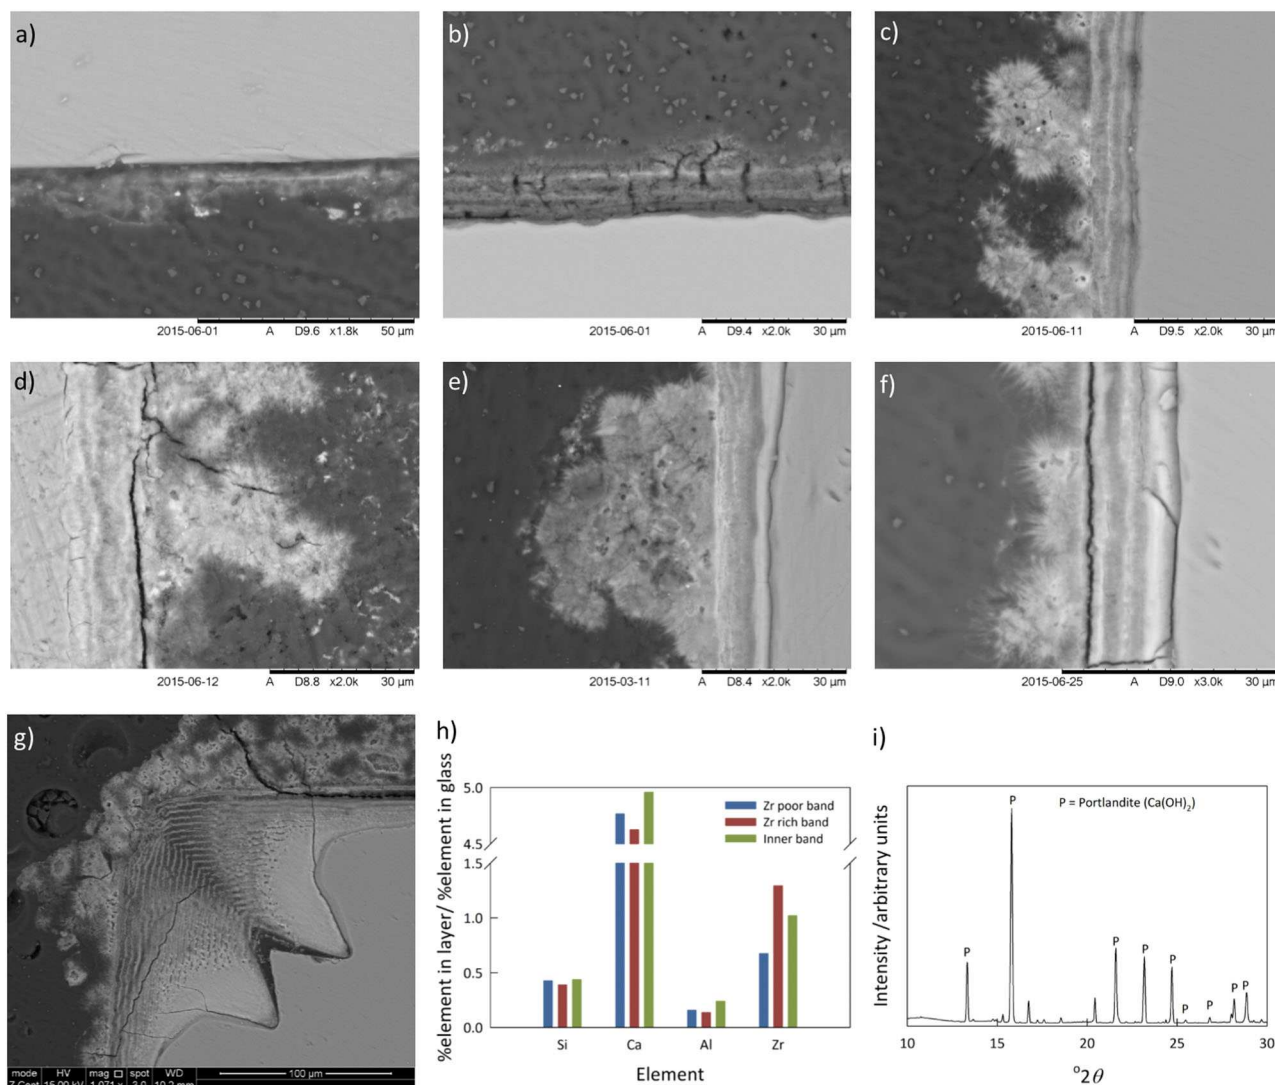 a)
b)
c)
2015-06-01 A D9.6 x1.8k 50 µm
2015-06-01 A D9.4 x2.0k 30 µm
2015-06-11 A D9.5 x2.0k 30 µm
d)
e)
f)
2015-06-12 A D8.8 x2.0k 30 µm
2015-03-11 A D8.4 x2.0k 30 µm
2015-06-25 A D9.0 x3.0k 30 µm
g)
mode HV mag spot WD
100 µm
h)
%element in layer/ %element in glass
5.0
4.5
1.5
1.0
0.5
0.0
Zr poor band
Zr rich band
Inner band
Si Ca Al Zr
Element
i)
Intensity /arbitrary units
P = Portlandite (Ca(OH)₂)
P
P
P
P
P
P
P
P
P
10 15 20 25 30
°2θ